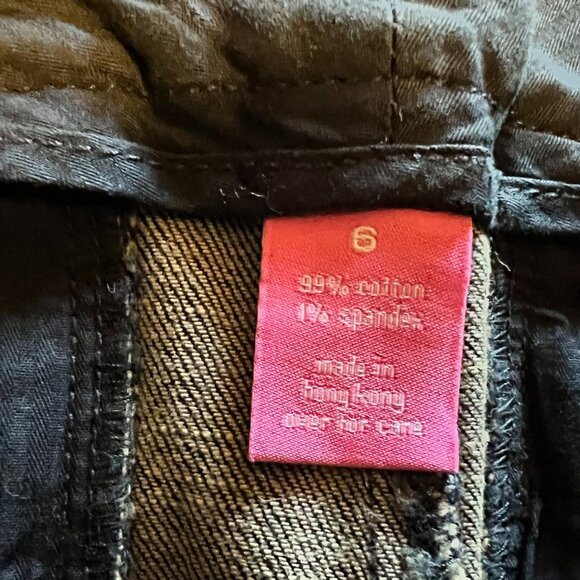 6
99% cotton
1% spandex
made in
hong kong
over for care